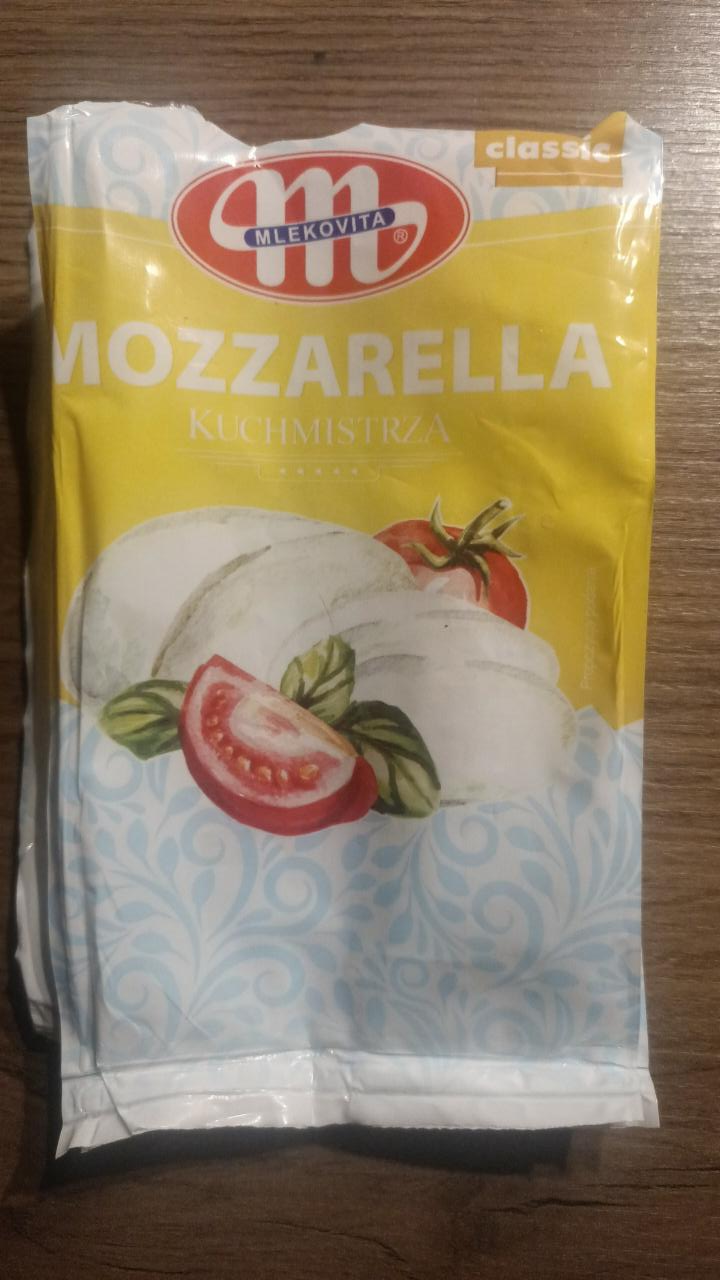 classic
m
MLEKOVITA
®
MOZZARELLA
KUCHMISTRZA